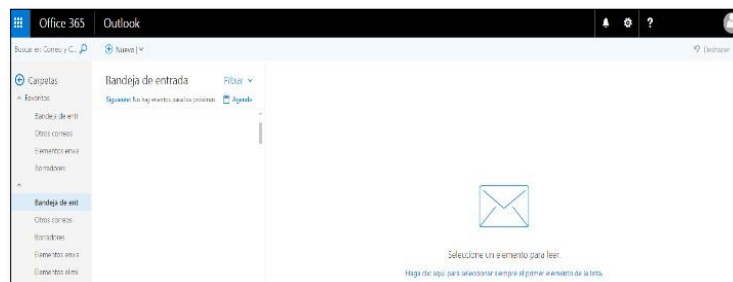 Office 365 Outlook ?
Buscar en Correo y C... Nuevo | Deshacer
Carpetas
Favoritos
Bandeja de entr
Otros correos
Elementos envia
Borradores
Bandeja de ent
Otros correos
Borradores
Elementos envia
Elementos elimi
Bandeja de entrada Filtrar
Siguiente: No hay eventos para los próximos Agenda
Seleccione un elemento para leer.
Haga clic aquí para seleccionar siempre el primer elemento de la lista.